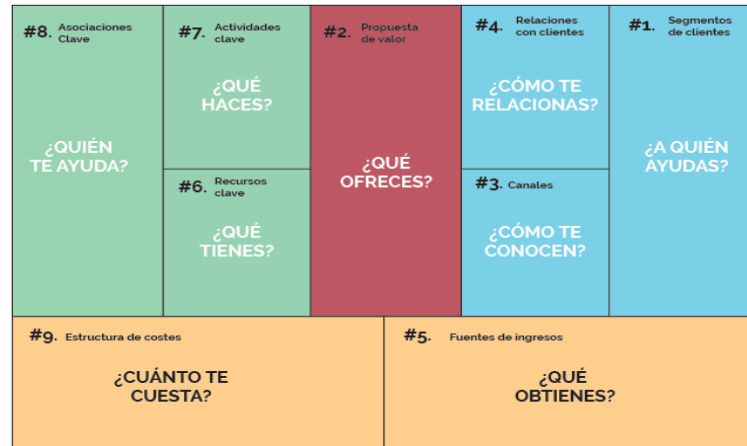 #8. Asociaciones
Clave
¿QUIÉN
TE AYUDA?
#7. Actividades
clave
¿QUÉ
HACES?
#6. Recursos
clave
¿QUÉ
TIENES?
#2. Propuesta
de valor
¿QUÉ
OFRECES?
#4. Relaciones
con clientes
¿CÓMO TE
RELACIONAS?
#3. Canales
¿CÓMO TE
CONOCEN?
#1. Segmentos
de clientes
¿A QUIÉN
AYUDAS?
#9. Estructura de costes
¿CUÁNTO TE
CUESTA?
#5. Fuentes de ingresos
¿QUÉ
OBTIENES?